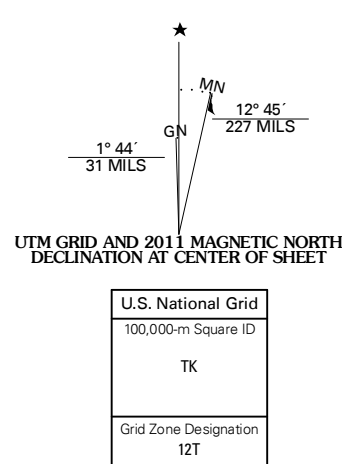 MN
GN
12° 45´
227 MILS
1° 44´
31 MILS
UTM GRID AND 2011 MAGNETIC NORTH
DECLINATION AT CENTER OF SHEET
U.S. National Grid
100,000-m Square ID
TK
Grid Zone Designation
12T